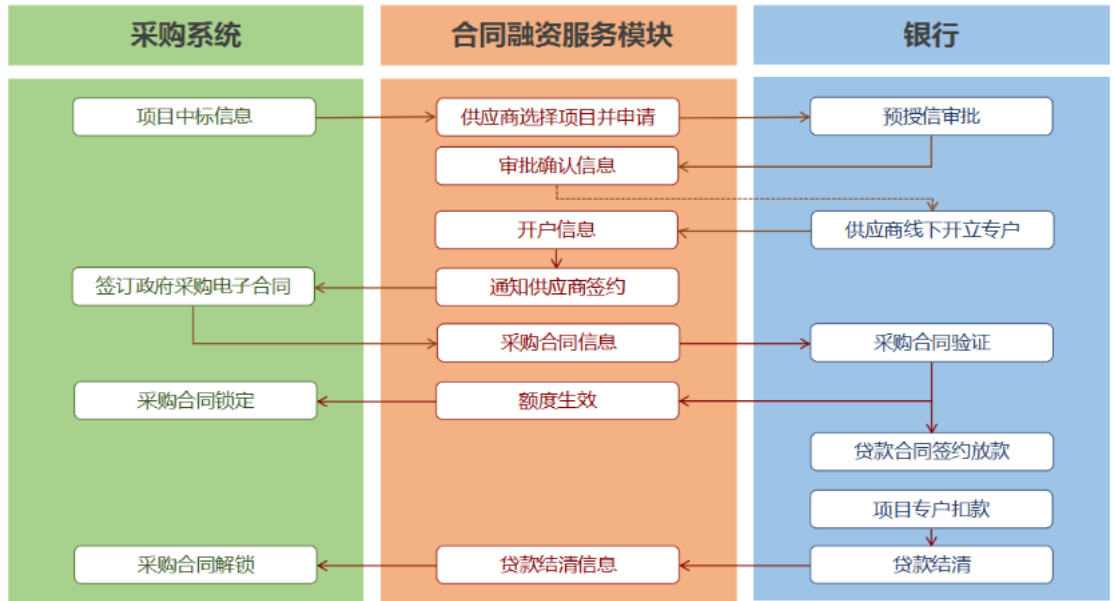 采购系统
合同融资服务模块
银行
项目中标信息
供应商选择项目并申请
预授信审批
审批确认信息
开户信息
供应商线下开立专户
签订政府采购电子合同
通知供应商签约
采购合同信息
采购合同验证
采购合同锁定
额度生效
贷款合同签约放款
项目专户扣款
采购合同解锁
贷款结清信息
贷款结清